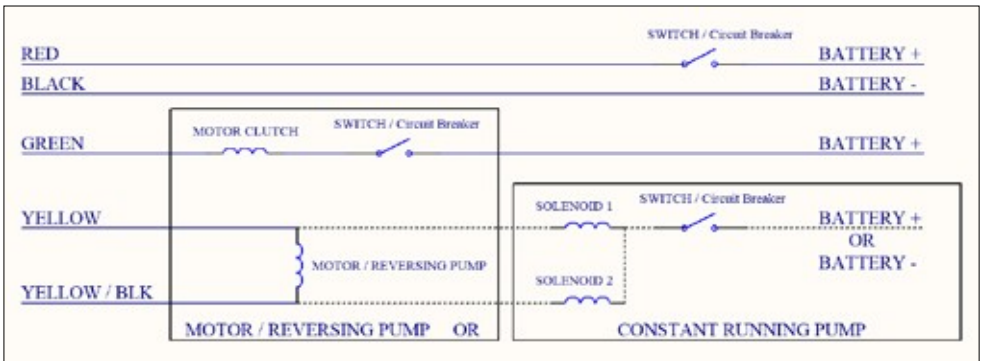 SWITCH / Circuit Breaker
RED
BATTERY +
BLACK
BATTERY -
MOTOR CLUTCH
SWITCH / Circuit Breaker
GREEN
BATTERY +
SOLENOID 1
SWITCH / Circuit Breaker
YELLOW
BATTERY +
OR
MOTOR / REVERSING PUMP
BATTERY -
SOLENOID 2
YELLOW / BLK
MOTOR / REVERSING PUMP OR
CONSTANT RUNNING PUMP